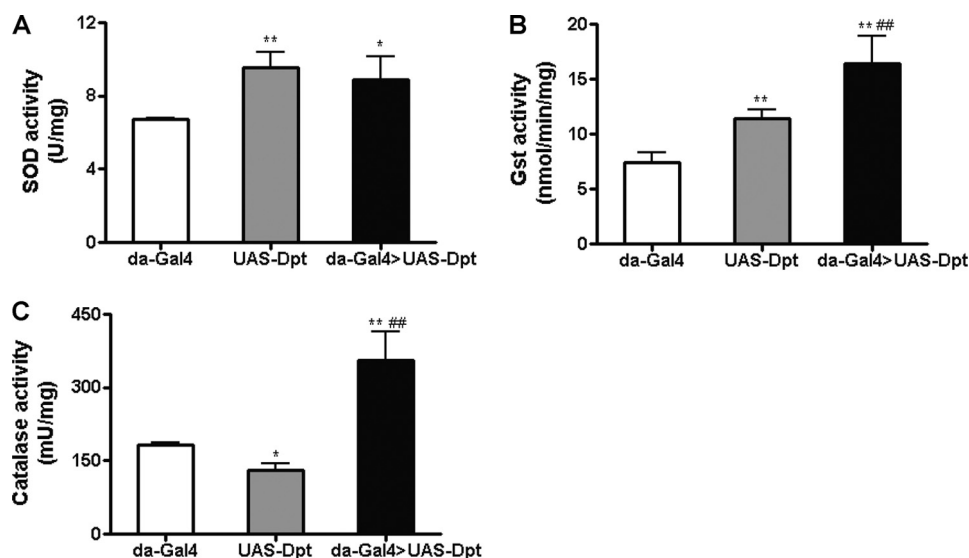 A
SOD activity
(U/mg)
12
8
4
0
**
*
da-Gal4 UAS-Dpt da-Gal4>UAS-Dpt
B
Gst activity
(nmol/min/mg)
20
15
10
5
0
**
** ##
da-Gal4 UAS-Dpt da-Gal4>UAS-Dpt
C
Catalase activity
(mU/mg)
450
300
150
0
*
** ##
da-Gal4 UAS-Dpt da-Gal4>UAS-Dpt